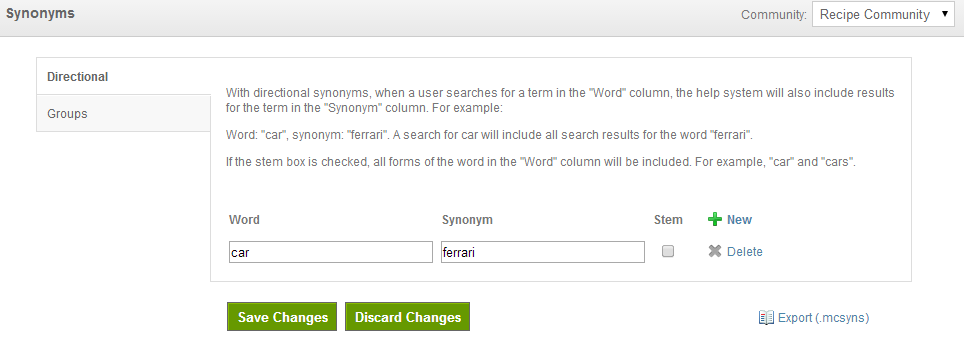 Synonyms
Community: Recipe Community
Directional
Groups
With directional synonyms, when a user searches for a term in the "Word" column, the help system will also include results
for the term in the "Synonym" column. For example:
Word: "car", synonym: "ferrari". A search for car will include all search results for the word "ferrari".
If the stem box is checked, all forms of the word in the "Word" column will be included. For example, "car" and "cars".
Word Synonym Stem New
car ferrari Delete
Save Changes Discard Changes Export (.mcsyns)